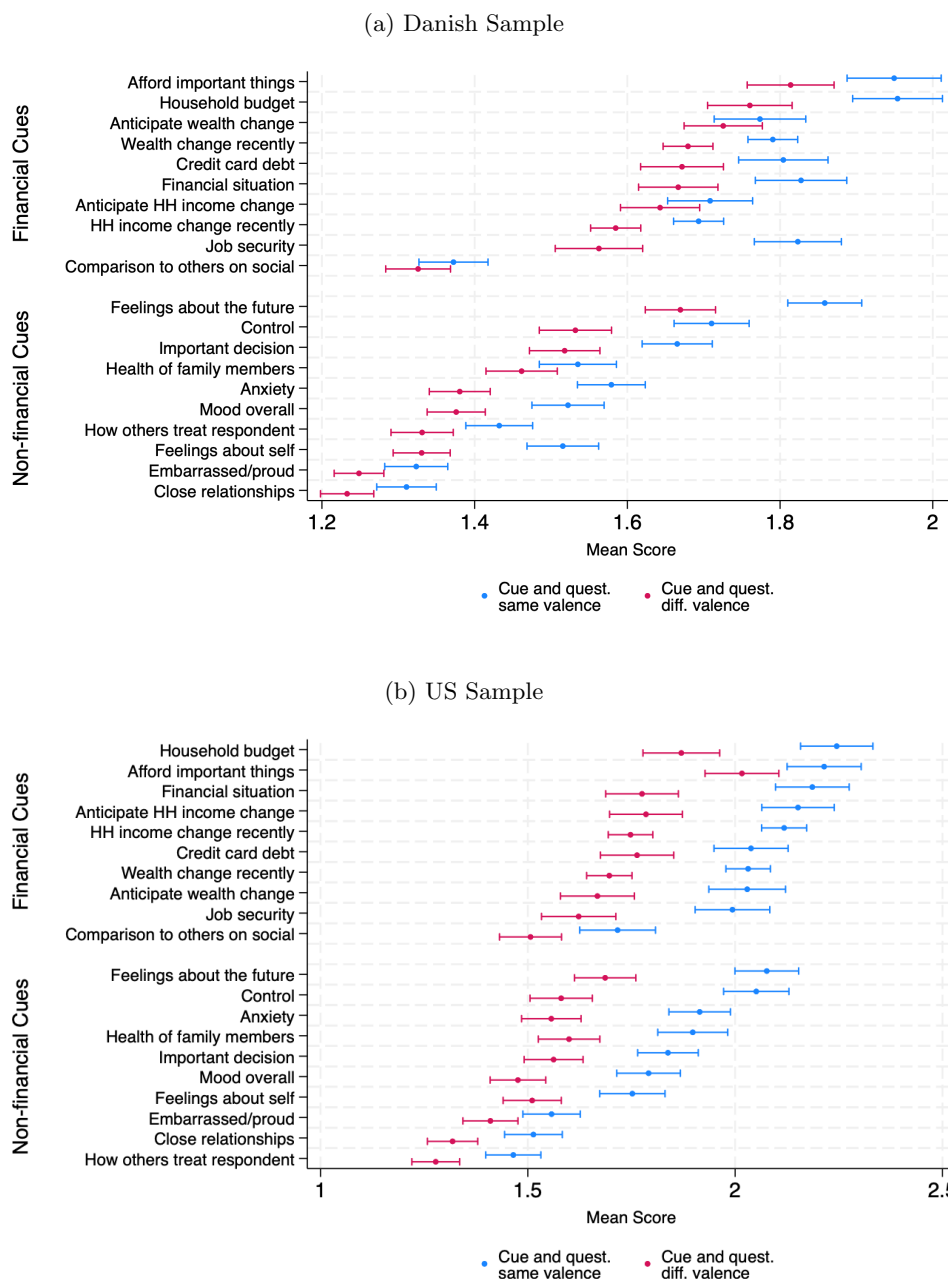 (a) Danish Sample
Financial Cues
Afford important things
Household budget
Anticipate wealth change
Wealth change recently
Credit card debt
Financial situation
Anticipate HH income change
HH income change recently
Job security
Comparison to others on social
Non-financial Cues
Feelings about the future
Control
Important decision
Health of family members
Anxiety
Mood overall
How others treat respondent
Feelings about self
Embarrassed/proud
Close relationships
1.2 1.4 1.6 1.8 2
Mean Score
Cue and quest. same valence
Cue and quest. diff. valence
(b) US Sample
Financial Cues
Household budget
Afford important things
Financial situation
Anticipate HH income change
HH income change recently
Credit card debt
Wealth change recently
Anticipate wealth change
Job security
Comparison to others on social
Non-financial Cues
Feelings about the future
Control
Anxiety
Health of family members
Important decision
Mood overall
Feelings about self
Embarrassed/proud
Close relationships
How others treat respondent
1 1.5 2
Mean Score
Cue and quest. same valence
Cue and quest. diff. valence